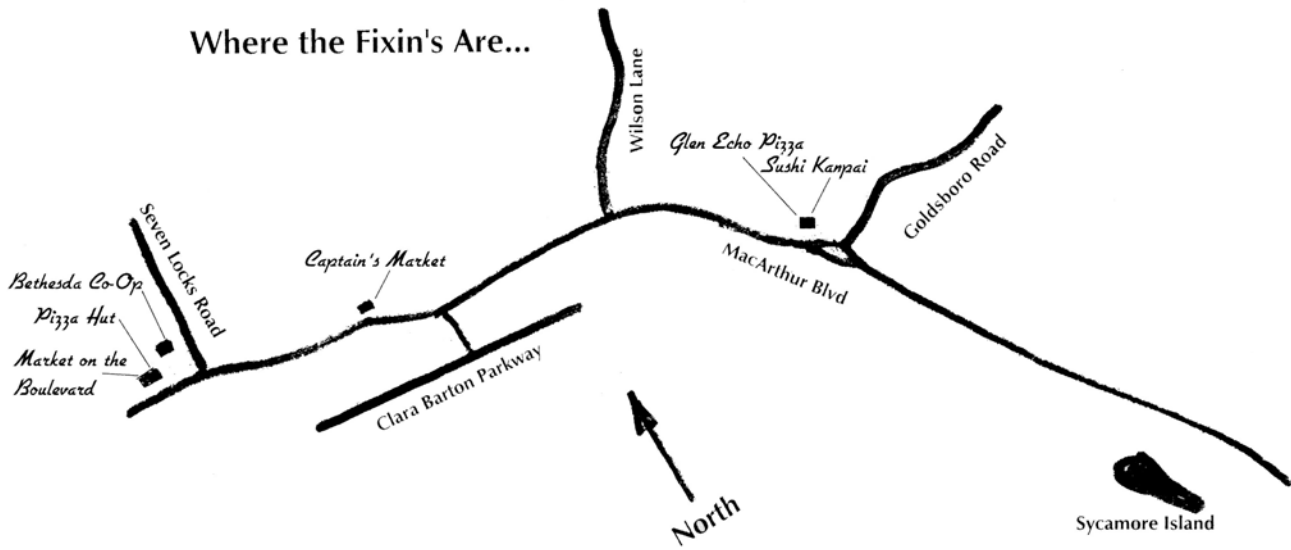 Where the Fixin's Are...
Wilson Lane
Glen Echo Pizza
Sushi Kanpai
Goldsboro Road
Seven Locks Road
Captain's Market
MacArthur Blvd
Bethesda Co-Op
Pizza Hut
Market on the
Boulevard
Clara Barton Parkway
North
Sycamore Island